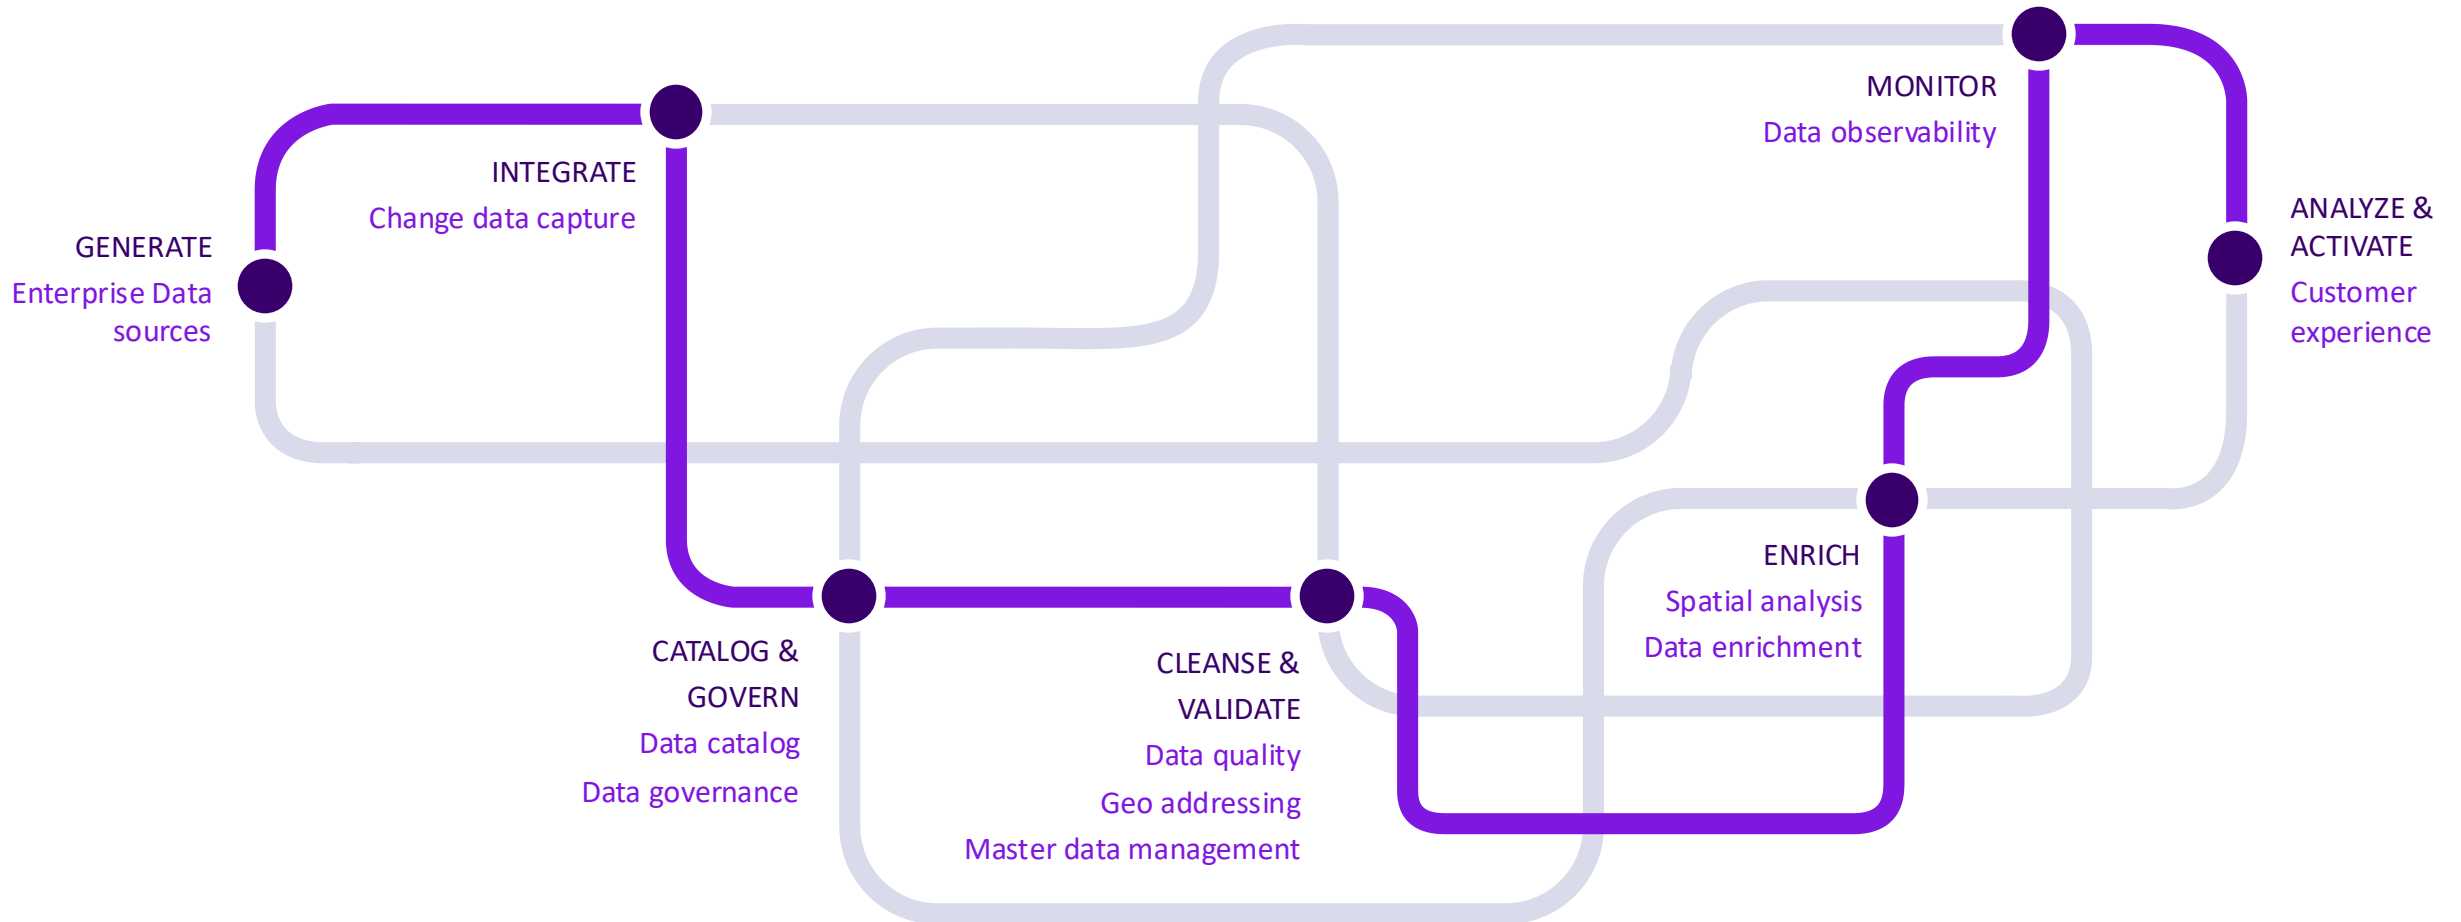 GENERATE
Enterprise Data
sources
INTEGRATE
Change data capture
CATALOG &
GOVERN
Data catalog
Data governance
CLEANSE &
VALIDATE
Data quality
Geo addressing
Master data management
ENRICH
Spatial analysis
Data enrichment
MONITOR
Data observability
ANALYZE &
ACTIVATE
Customer
experience